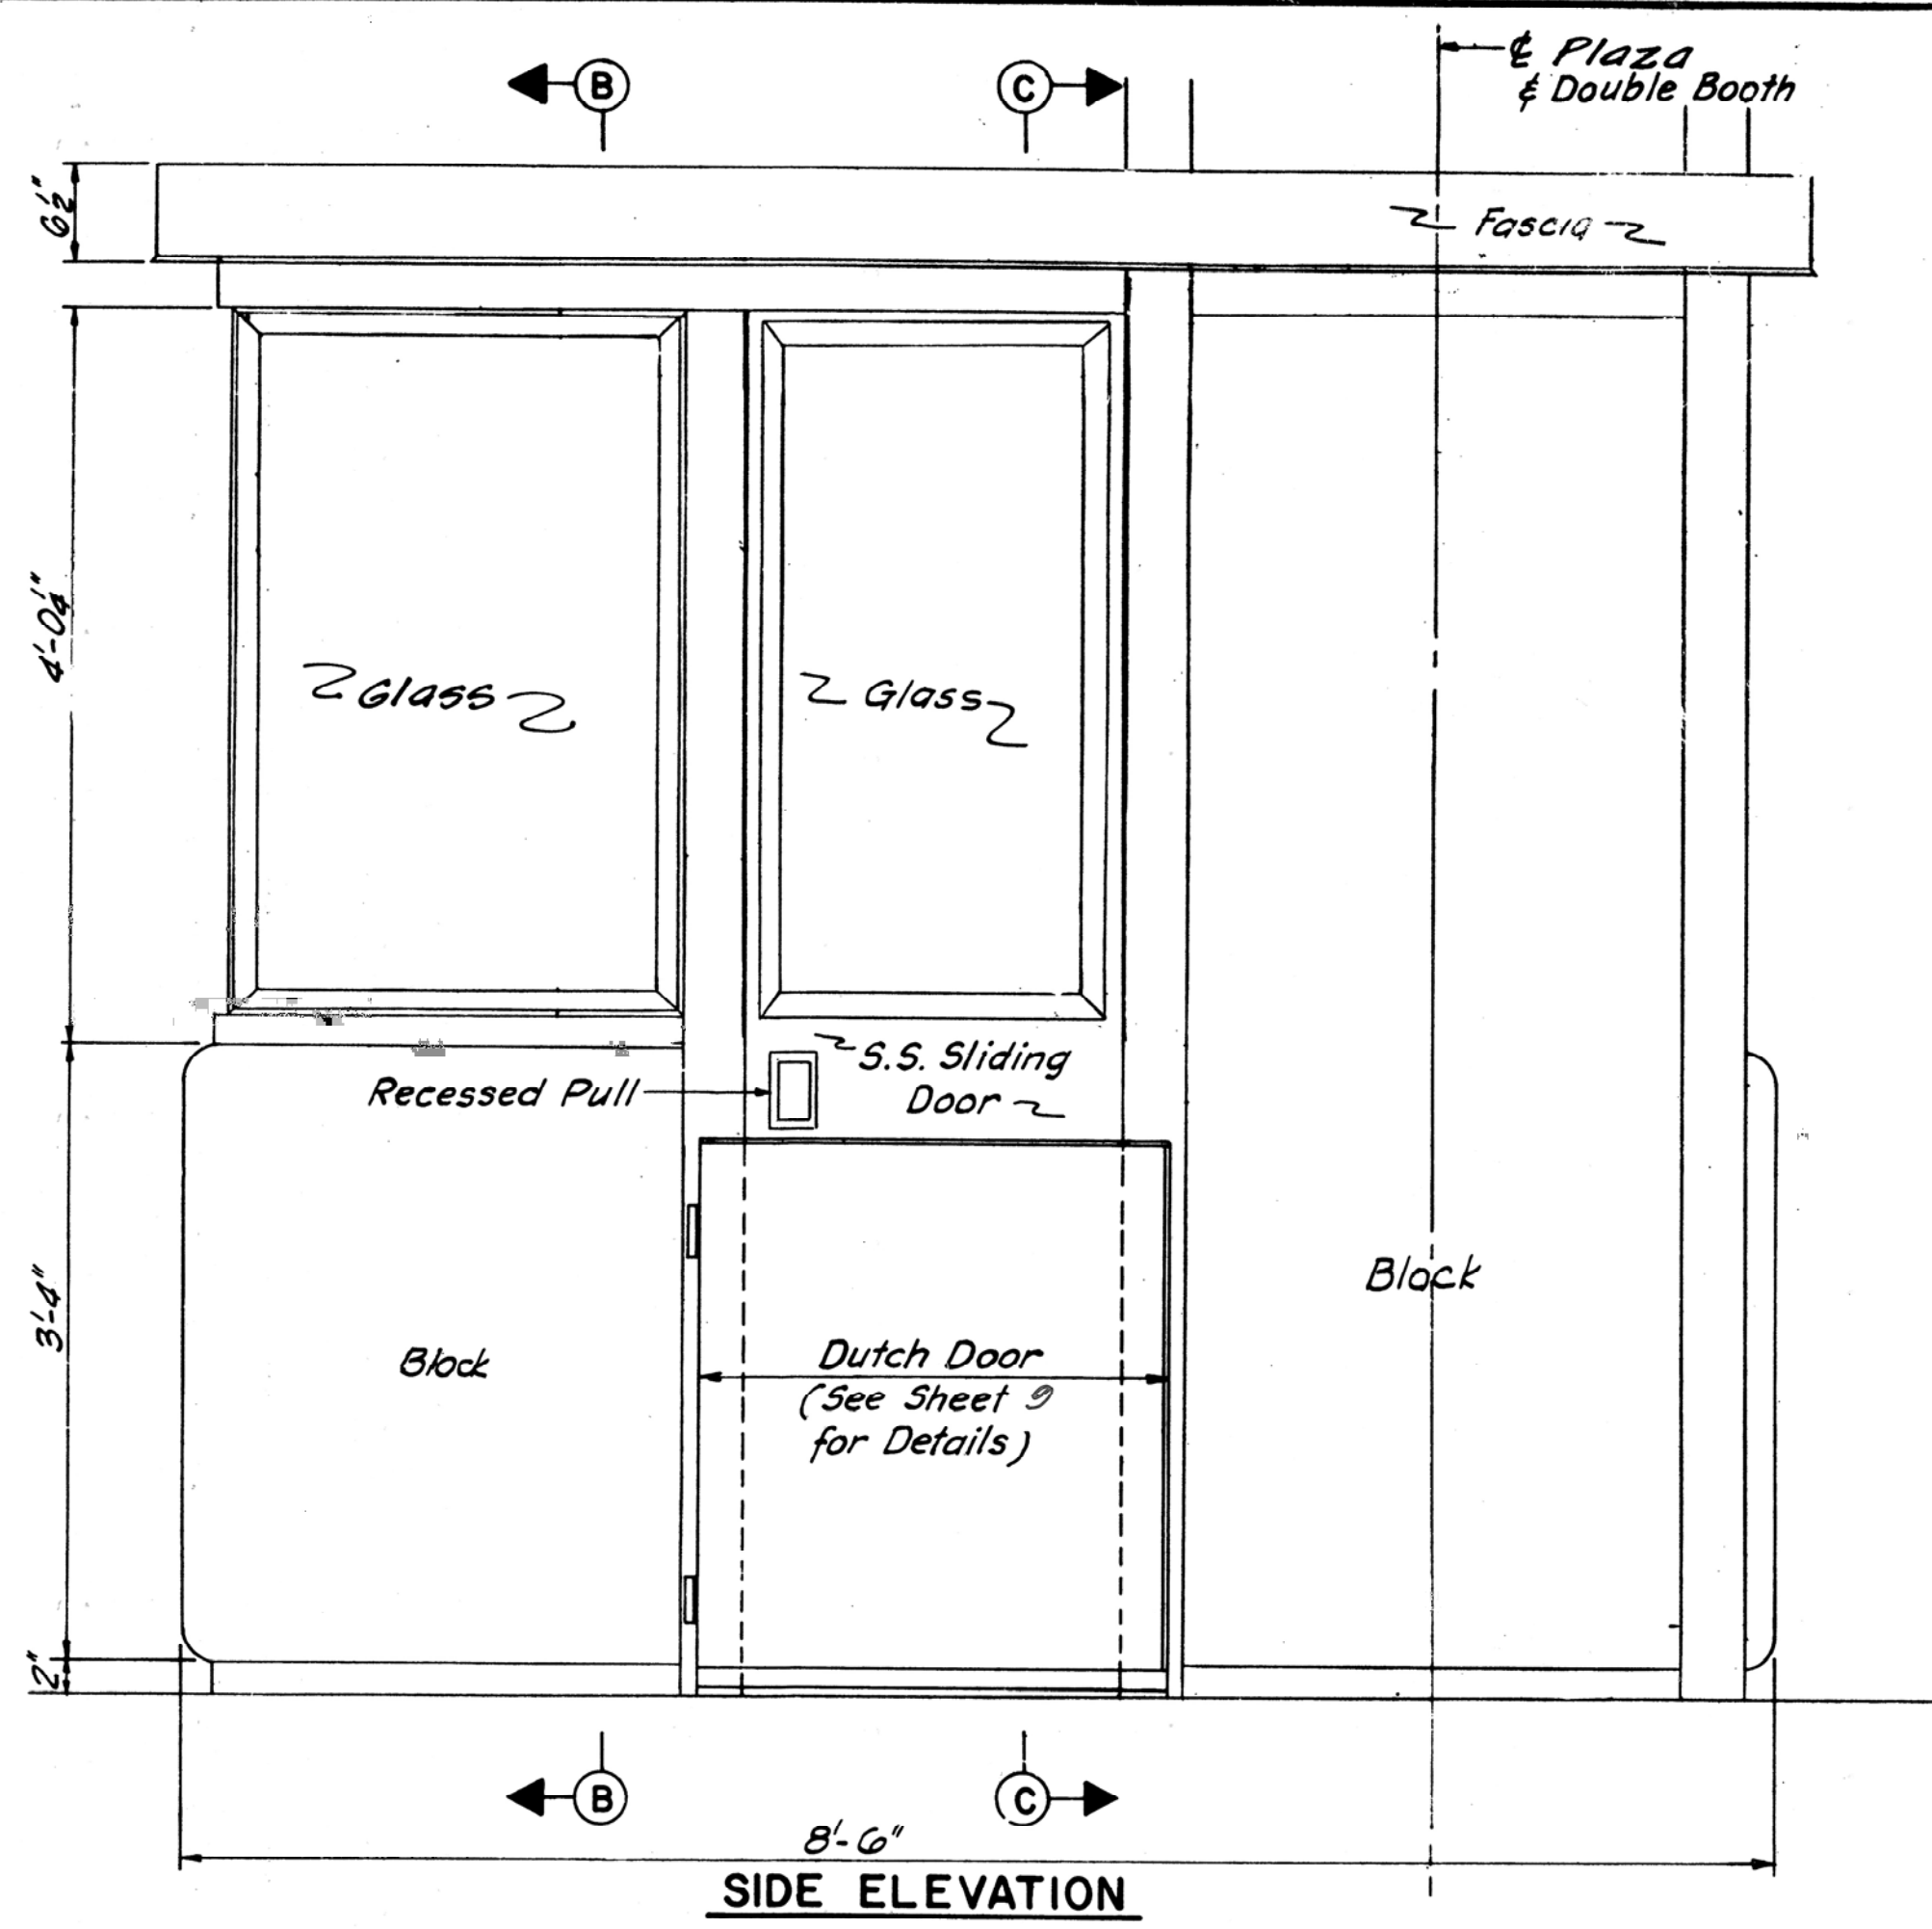 B
C
℄ Plaza
& Double Booth
6½"
Fascia
4'-0¼"
Glass
Glass
S.S. Sliding
Door
Recessed Pull
3'-4"
Block
Dutch Door
(See Sheet 9
for Details)
Block
2"
B
C
8'-6"
SIDE ELEVATION